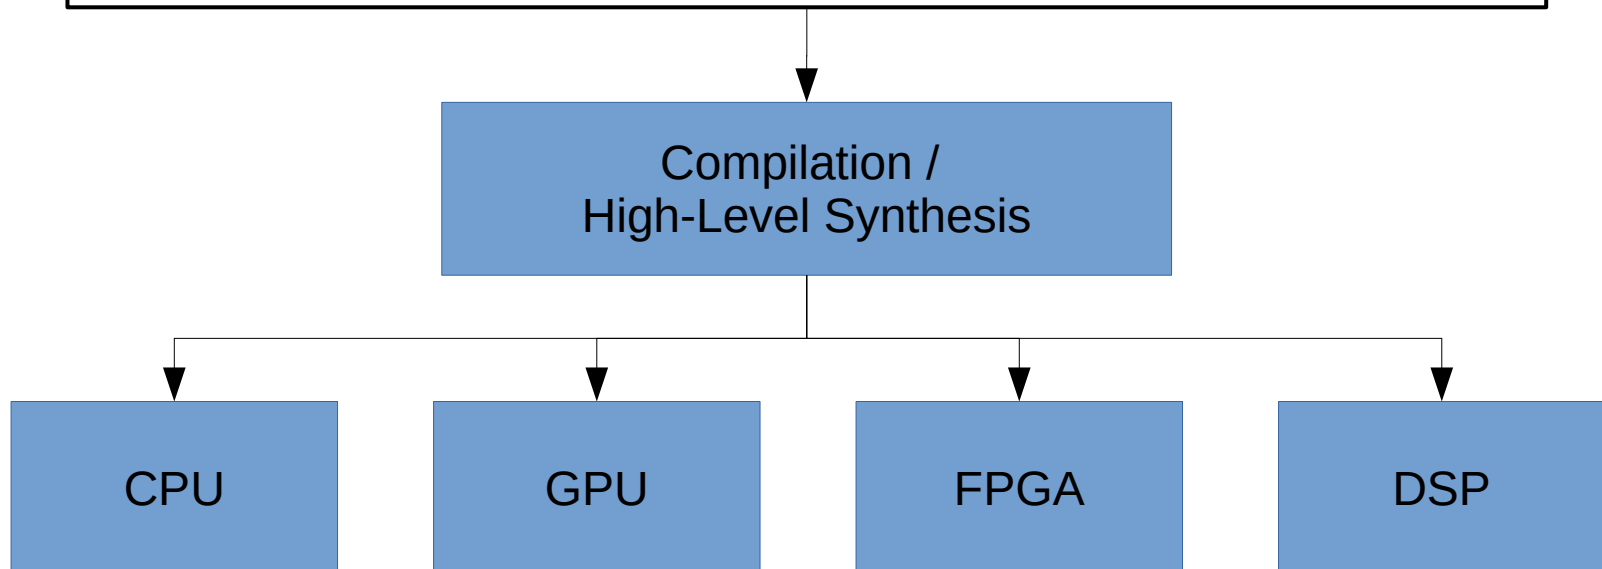 Compilation /
High-Level Synthesis
CPU
GPU
FPGA
DSP